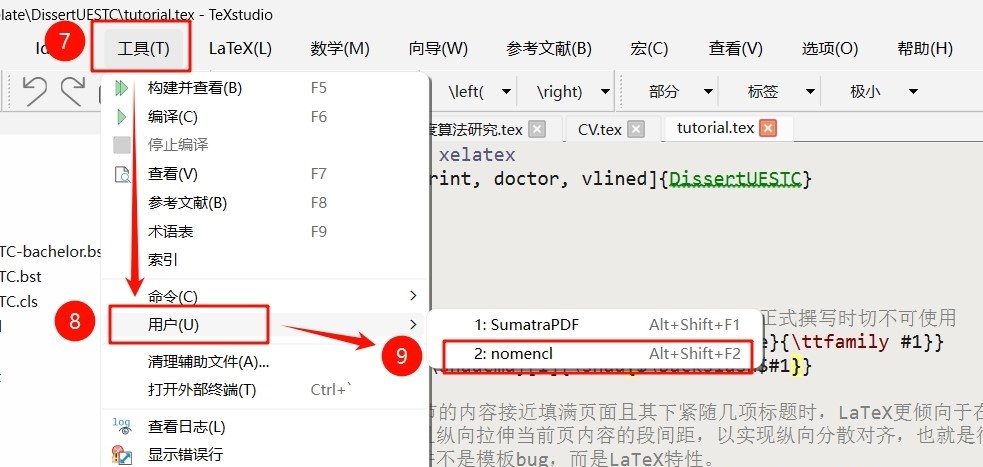 elate\DissertUESTC\tutorial.tex - TeXstudio
7 工具(T) LaTeX(L) 数学(M) 向导(W) 参考文献(B) 宏(C) 查看(V) 选项(O) 帮助(H)
\left( \right) 部分 标签 极小
构建并查看(B) F5
编译(C) F6
停止编译
查看(V) F7
参考文献(B) F8
术语表 F9
索引
命令(C)
8 用户(U)
清理辅助文件(A)...
打开外部终端(T) Ctrl+`
log 查看日志(L)
显示错误行
9
1: SumatraPDF Alt+Shift+F1
2: nomencl Alt+Shift+F2
度算法研究.tex CV.tex tutorial.tex
xelatex
rint, doctor, vlined]{DissertUESTC}
TC-bachelor.bs
TC.bst
TC.cls
正式撰写时切不可使用
e}{\ttfamily #1}}
$#1}}
的内容接近填满页面且其下紧随几项标题时，LaTeX更倾向于在
纵向拉伸当前页内容的段间距，以实现纵向分散对齐，也就是
不是模板bug，而是LaTeX特性。